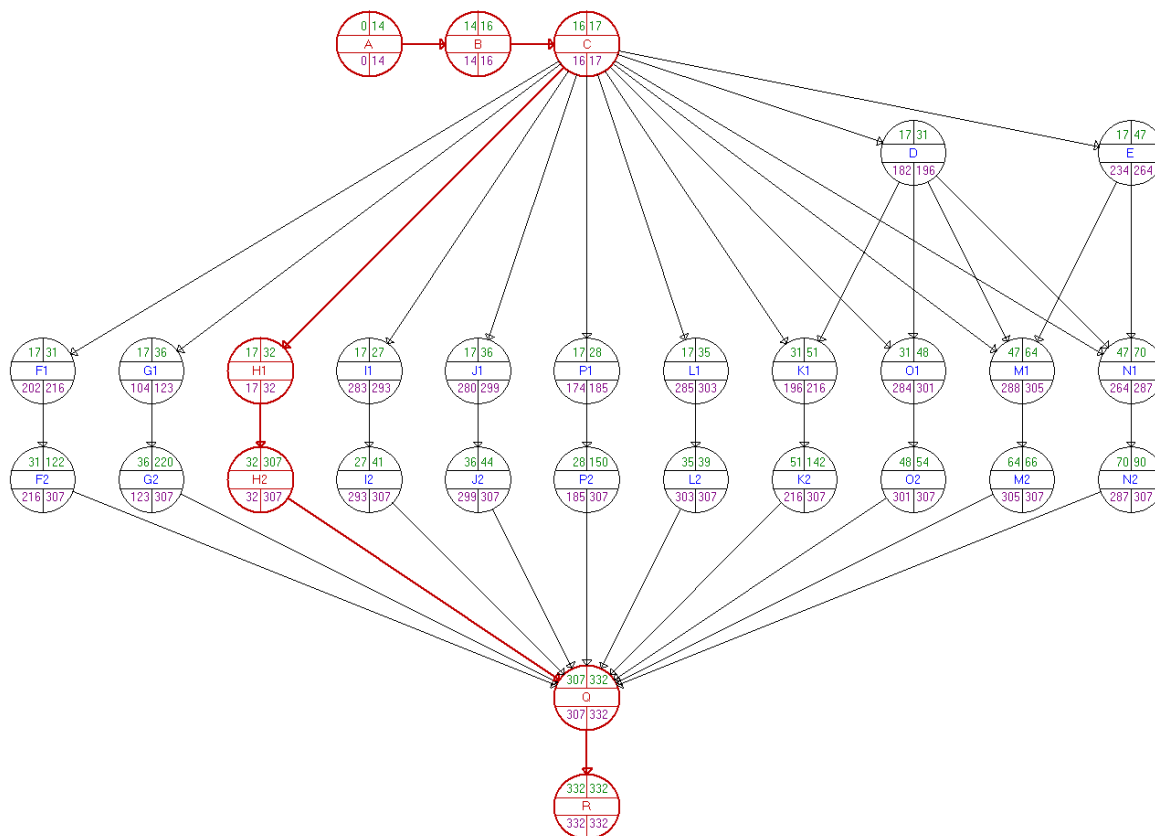 0 14
A
0 14
14 16
B
14 16
16 17
C
16 17
17 31
D
182 196
17 47
E
234 264
17 31
F1
202 216
17 36
G1
104 123
17 32
H1
17 32
17 27
I1
283 293
17 36
J1
280 299
17 28
P1
174 185
17 35
L1
285 303
31 51
K1
196 216
31 48
O1
284 301
47 64
M1
288 305
47 70
N1
264 287
31 122
F2
216 307
36 220
G2
123 307
32 307
H2
32 307
27 41
I2
293 307
36 44
J2
299 307
28 150
P2
185 307
35 39
L2
303 307
51 142
K2
216 307
48 54
O2
301 307
64 66
M2
305 307
70 90
N2
287 307
307 332
Q
307 332
332 332
R
332 332